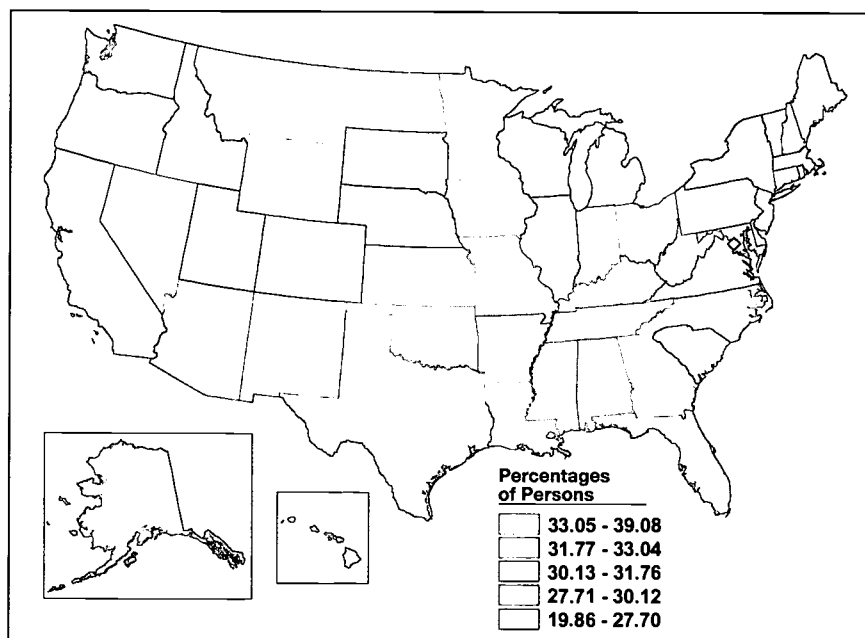 Percentages
of Persons
33.05 - 39.08
31.77 - 33.04
30.13 - 31.76
27.71 - 30.12
19.86 - 27.70